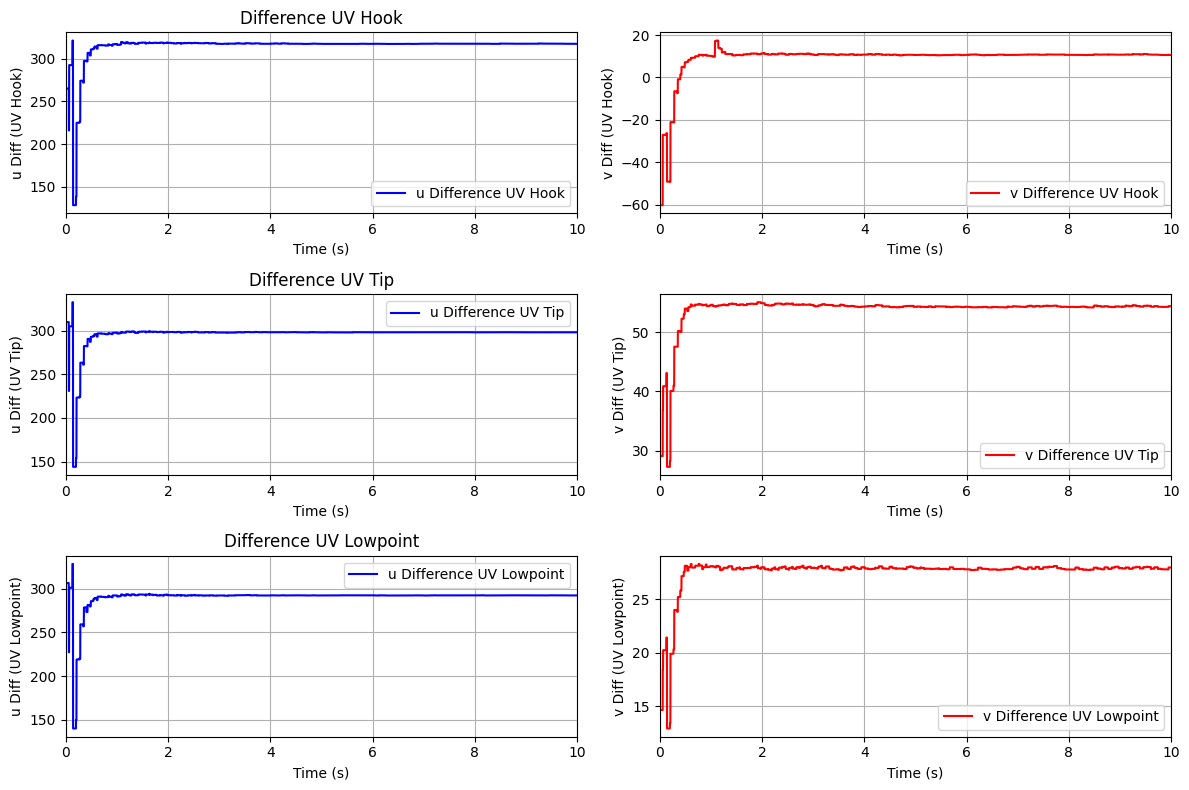 Difference UV Hook
u Diff (UV Hook)
300
250
200
150
u Difference UV Hook
0 2 4 6 8 10
Time (s)
v Diff (UV Hook)
20
0
−20
−40
−60
v Difference UV Hook
0 2 4 6 8 10
Time (s)
Difference UV Tip
u Diff (UV Tip)
300
250
200
150
u Difference UV Tip
0 2 4 6 8 10
Time (s)
v Diff (UV Tip)
50
40
30
v Difference UV Tip
0 2 4 6 8 10
Time (s)
Difference UV Lowpoint
u Diff (UV Lowpoint)
300
250
200
150
u Difference UV Lowpoint
0 2 4 6 8 10
Time (s)
v Diff (UV Lowpoint)
25
20
15
v Difference UV Lowpoint
0 2 4 6 8 10
Time (s)